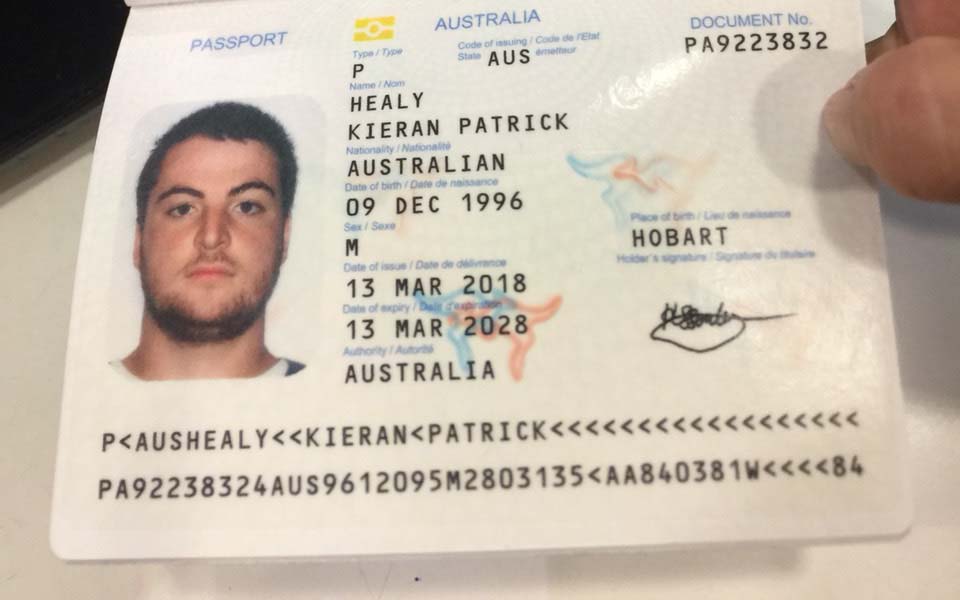 PASSPORT
AUSTRALIA
DOCUMENT No.
PA9223832
Type / Type
P
Code of issuing / Code de l'Etat
State AUS émetteur
Name / Nom
HEALY
KIERAN PATRICK
Nationality / Nationalité
AUSTRALIAN
Date of birth / Date de naissance
09 DEC 1996
Sex / Sexe
M
Place of birth / Lieu de naissance
HOBART
Date of issue / Date de délivrance
13 MAR 2018
Holder's signature / Signature du titulaire
Date of expiry / Date d'expiration
13 MAR 2028
Authority / Autorité
AUSTRALIA
P<AUSHEALY<<KIERAN<PATRICK<<<<<<<<<<<<<<<<<<
PA92238324AUS9612095M2803135<AA840381W<<<<84